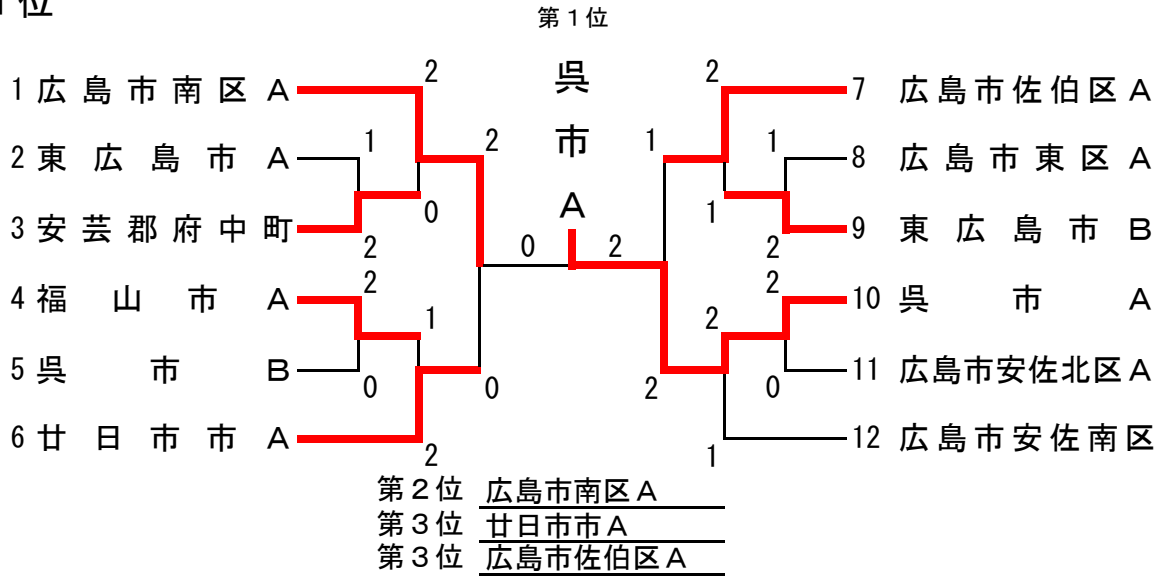 位
第１位
呉市Ａ
1 広島市南区Ａ
2 東広島市Ａ
3 安芸郡府中町
4 福山市Ａ
5 呉市Ｂ
6 廿日市市Ａ
2
1
2
0
2
2
1
0
0
2
0
2
2
1
1
1
2
2
2
0
2
1
7 広島市佐伯区Ａ
8 広島市東区Ａ
9 東広島市Ｂ
10 呉市Ａ
11 広島市安佐北区Ａ
12 広島市安佐南区
第２位 広島市南区Ａ
第３位 廿日市市Ａ
第３位 広島市佐伯区Ａ